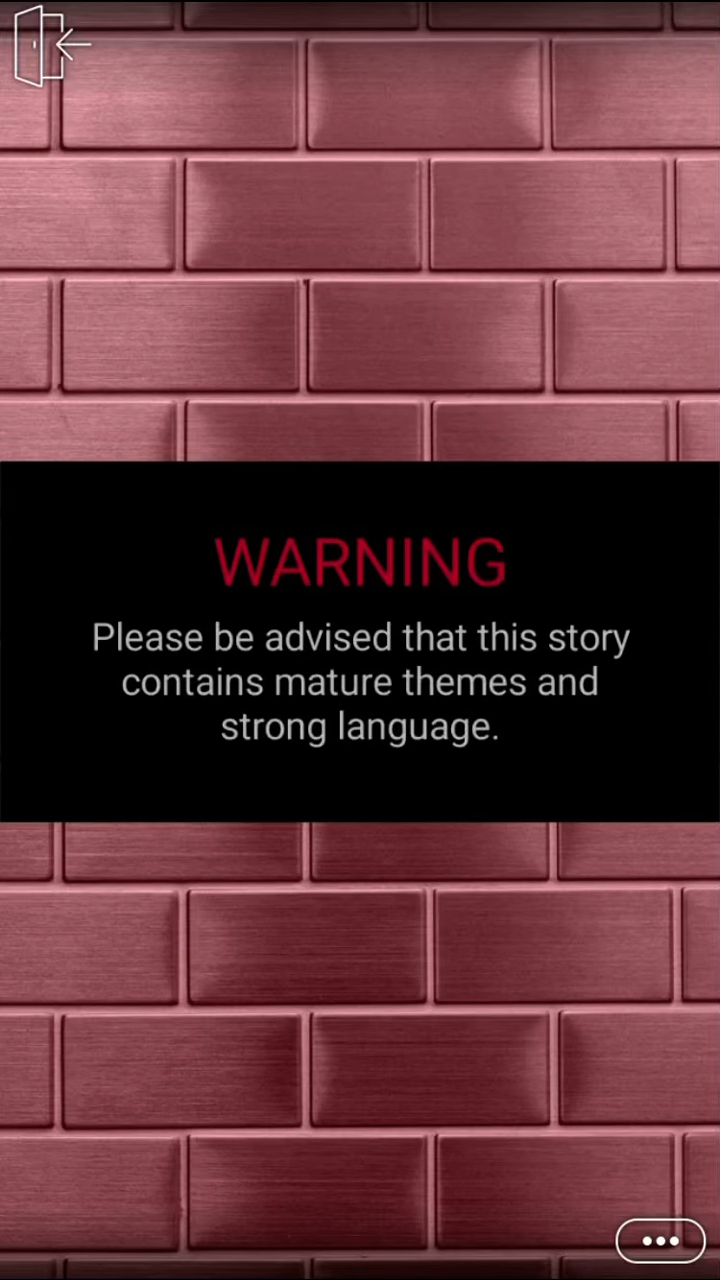 WARNING
Please be advised that this story
contains mature themes and
strong language.